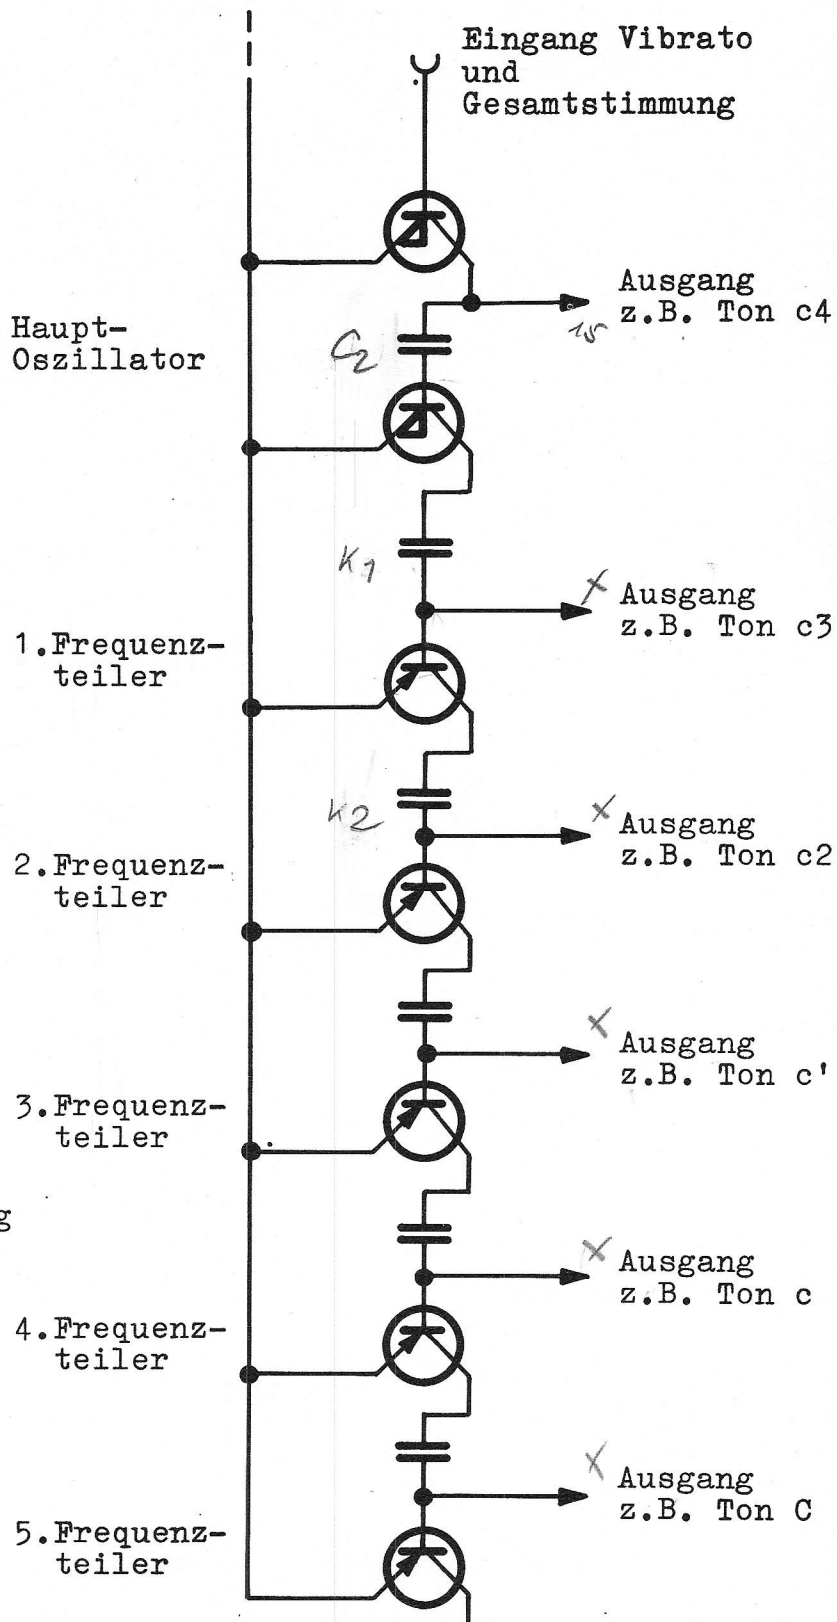 Eingang Vibrato
und
Gesamtstimmung
Ausgang
z.B. Ton c4
15
Haupt-
Oszillator
C2
K1
x Ausgang
z.B. Ton c3
1.Frequenz-
teiler
K2
x Ausgang
z.B. Ton c2
2.Frequenz-
teiler
x Ausgang
z.B. Ton c'
3.Frequenz-
teiler
g
x Ausgang
z.B. Ton c
4.Frequenz-
teiler
x Ausgang
z.B. Ton C
5.Frequenz-
teiler